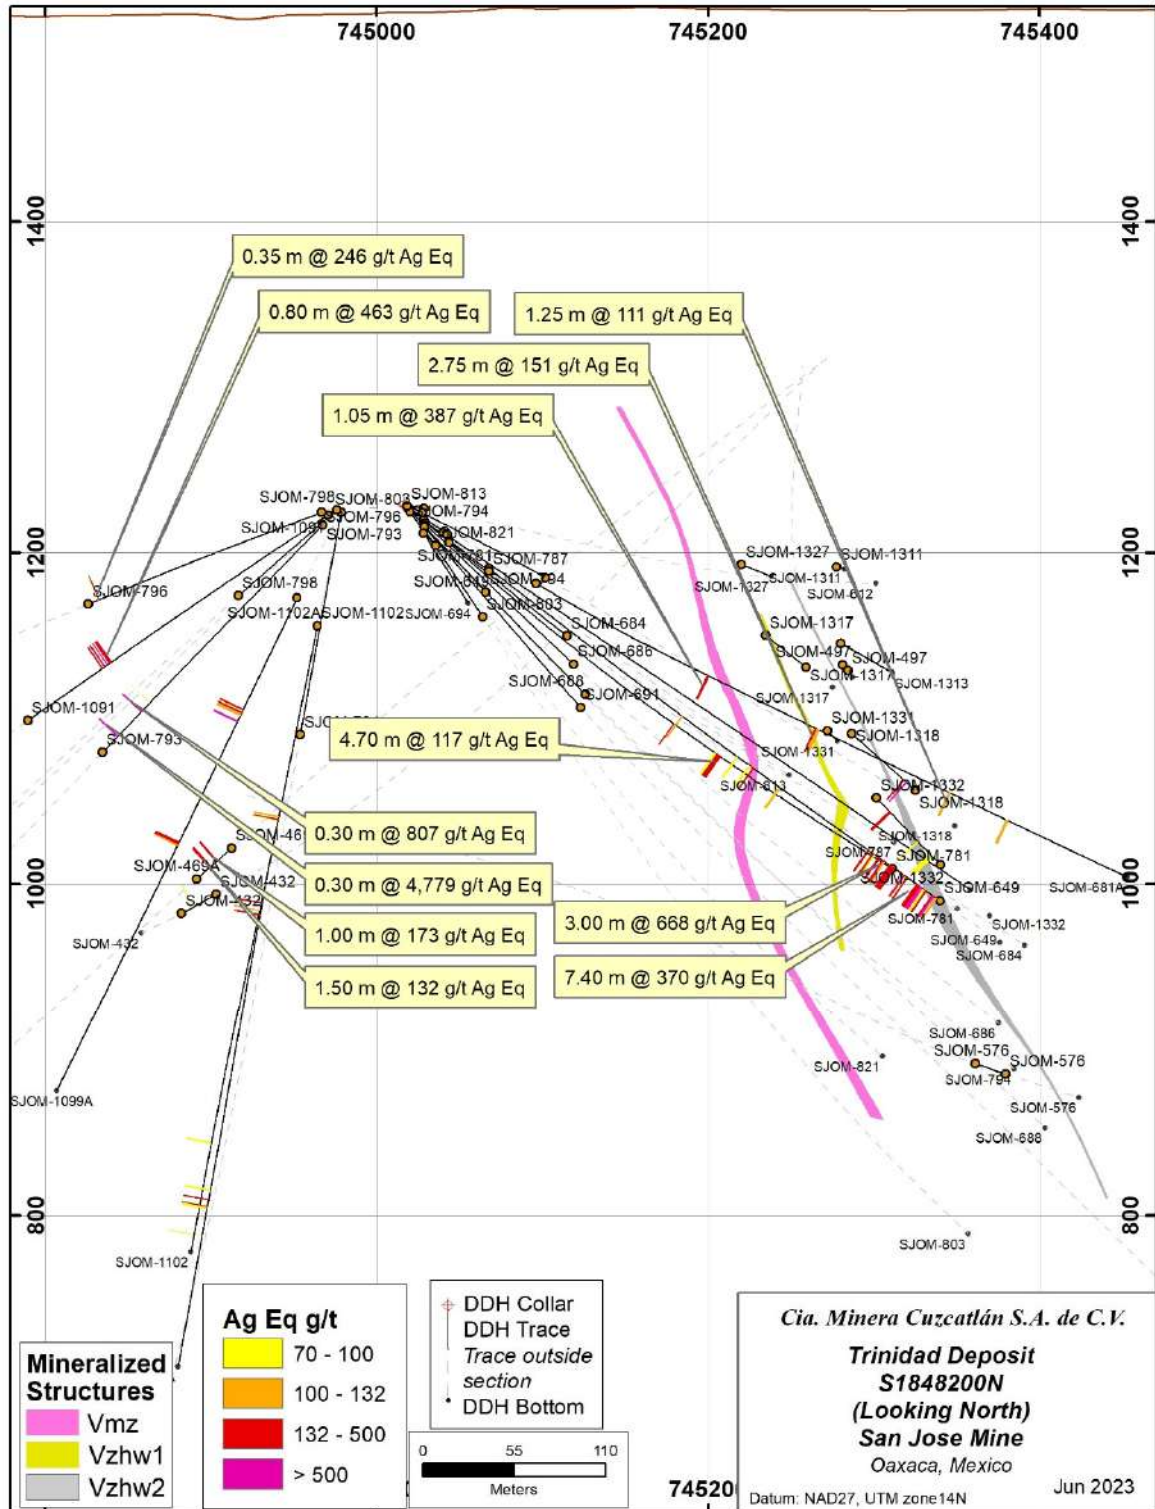 745000
745200
745400
1400
1400
0.35 m @ 246 g/t Ag Eq
0.80 m @ 463 g/t Ag Eq
1.25 m @ 111 g/t Ag Eq
2.75 m @ 151 g/t Ag Eq
1.05 m @ 387 g/t Ag Eq
SJOM-798
SJOM-803
SJOM-813
SJOM-796
SJOM-794
SJOM-793
SJOM-821
1200
1200
SJOM-787
SJOM-1327
SJOM-1311
SJOM-796
SJOM-798
SJOM-1327
SJOM-1311
SJOM-612
SJOM-1102
SJOM-694
SJOM-803
SJOM-684
SJOM-1317
SJOM-686
SJOM-497
SJOM-497
SJOM-688
SJOM-691
SJOM-1317
SJOM-1317
SJOM-1313
SJOM-1091
SJOM-793
4.70 m @ 117 g/t Ag Eq
SJOM-1331
SJOM-1318
SJOM-1331
SJOM-813
SJOM-1332
SJOM-1318
0.30 m @ 807 g/t Ag Eq
SJOM-1318
SJOM-787
SJOM-781
SJOM-469A
SJOM-432
0.30 m @ 4,779 g/t Ag Eq
SJOM-1332
SJOM-649
SJOM-681A
1000
1000
SJOM-432
3.00 m @ 668 g/t Ag Eq
SJOM-781
SJOM-1332
SJOM-432
1.00 m @ 173 g/t Ag Eq
SJOM-649
SJOM-684
1.50 m @ 132 g/t Ag Eq
7.40 m @ 370 g/t Ag Eq
SJOM-686
SJOM-576
SJOM-576
SJOM-821
SJOM-794
SJOM-1099A
SJOM-576
SJOM-688
800
800
SJOM-803
SJOM-1102
Mineralized
Structures
Vmz
Vzhw1
Vzhw2
Ag Eq g/t
70 - 100
100 - 132
132 - 500
> 500
DDH Collar
DDH Trace
Trace outside
section
DDH Bottom
0 55 110
Meters
Cia. Minera Cuzcatlán S.A. de C.V.
Trinidad Deposit
S1848200N
(Looking North)
San Jose Mine
Oaxaca, Mexico
Jun 2023
Datum: NAD27, UTM zone14N